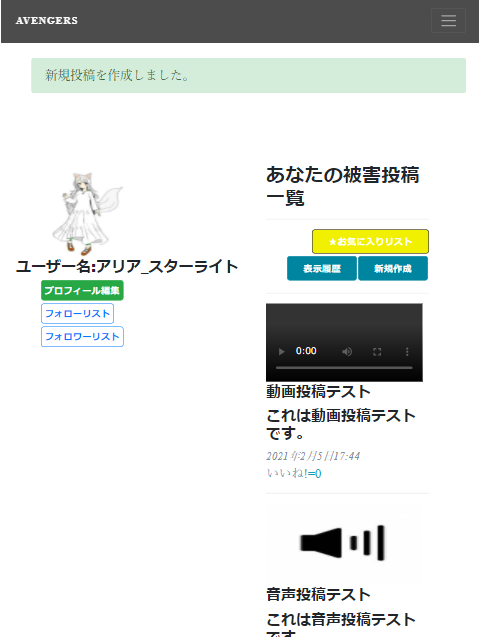 AVENGERS
新規投稿を作成しました。
あなたの被害投稿
一覧
★お気に入りリスト
表示履歴 新規作成
ユーザー名:アリア_スターライト
プロフィール編集
フォローリスト
フォロワーリスト
0:00
動画投稿テスト
これは動画投稿テスト
です。
2021年2月5日17:44
いいね!=0
音声投稿テスト
これは音声投稿テスト
です。